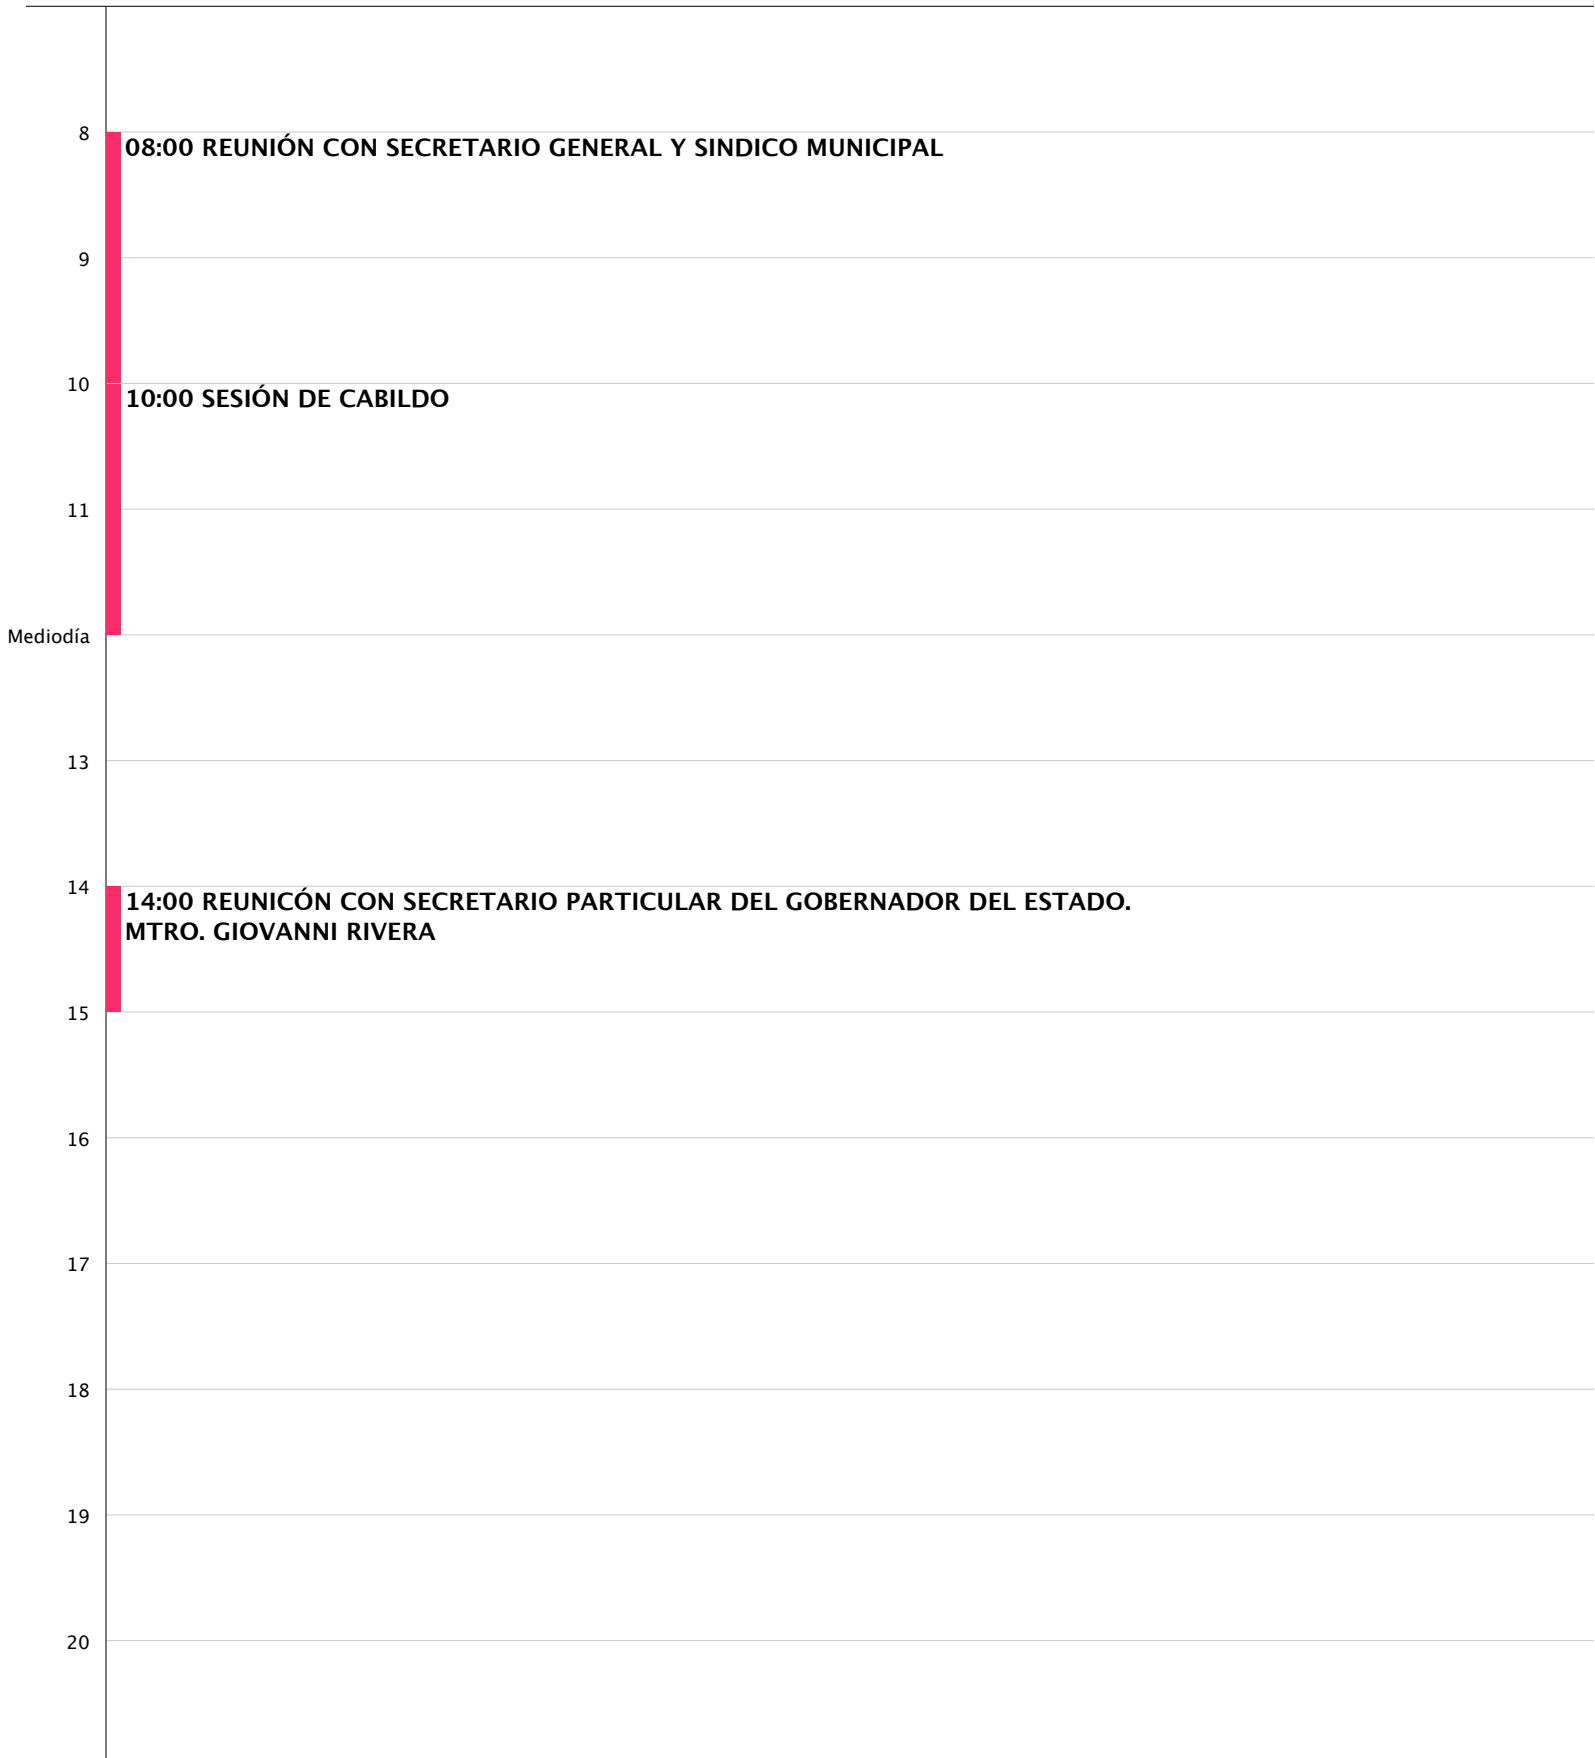 8
08:00 REUNIÓN CON SECRETARIO GENERAL Y SINDICO MUNICIPAL
9
10
10:00 SESIÓN DE CABILDO
11
Mediodía
13
14
14:00 REUNICÓN CON SECRETARIO PARTICULAR DEL GOBERNADOR DEL ESTADO.
MTRO. GIOVANNI RIVERA
15
16
17
18
19
20